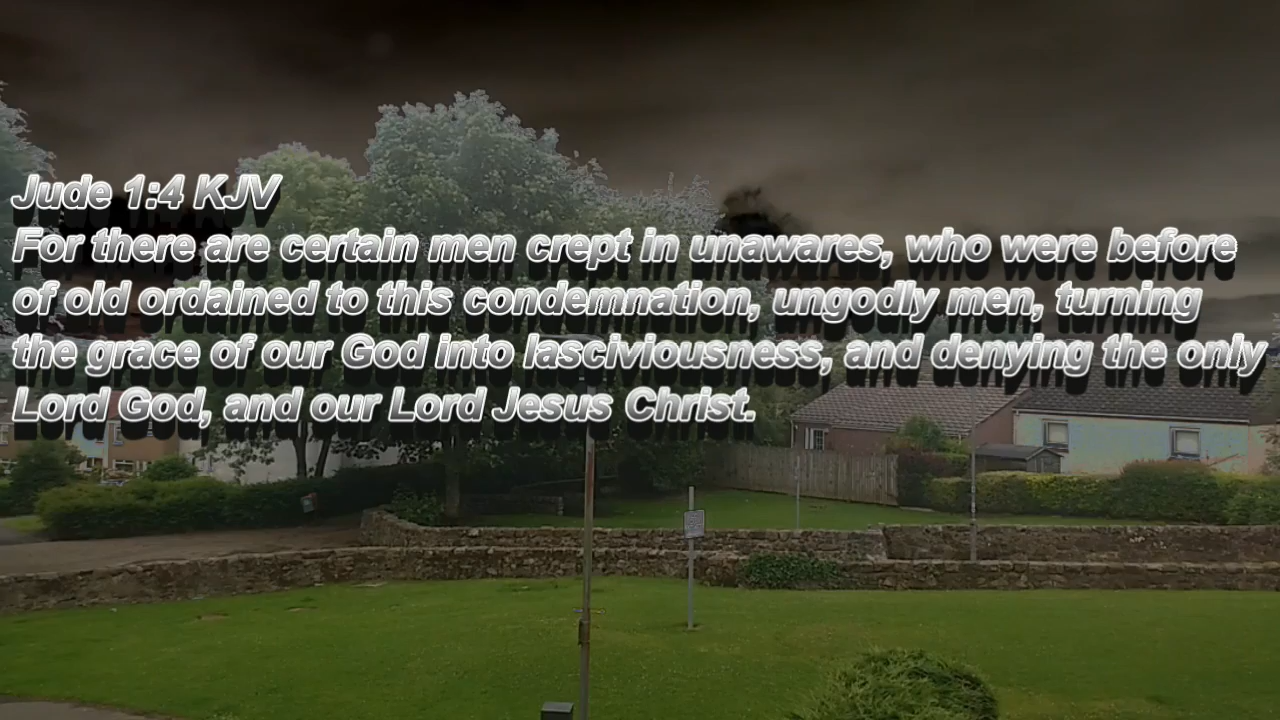 Jude 1:4 KJV
For there are certain men crept in unawares, who were before
of old ordained to this condemnation, ungodly men, turning
the grace of our God into lasciviousness, and denying the only
Lord God, and our Lord Jesus Christ.